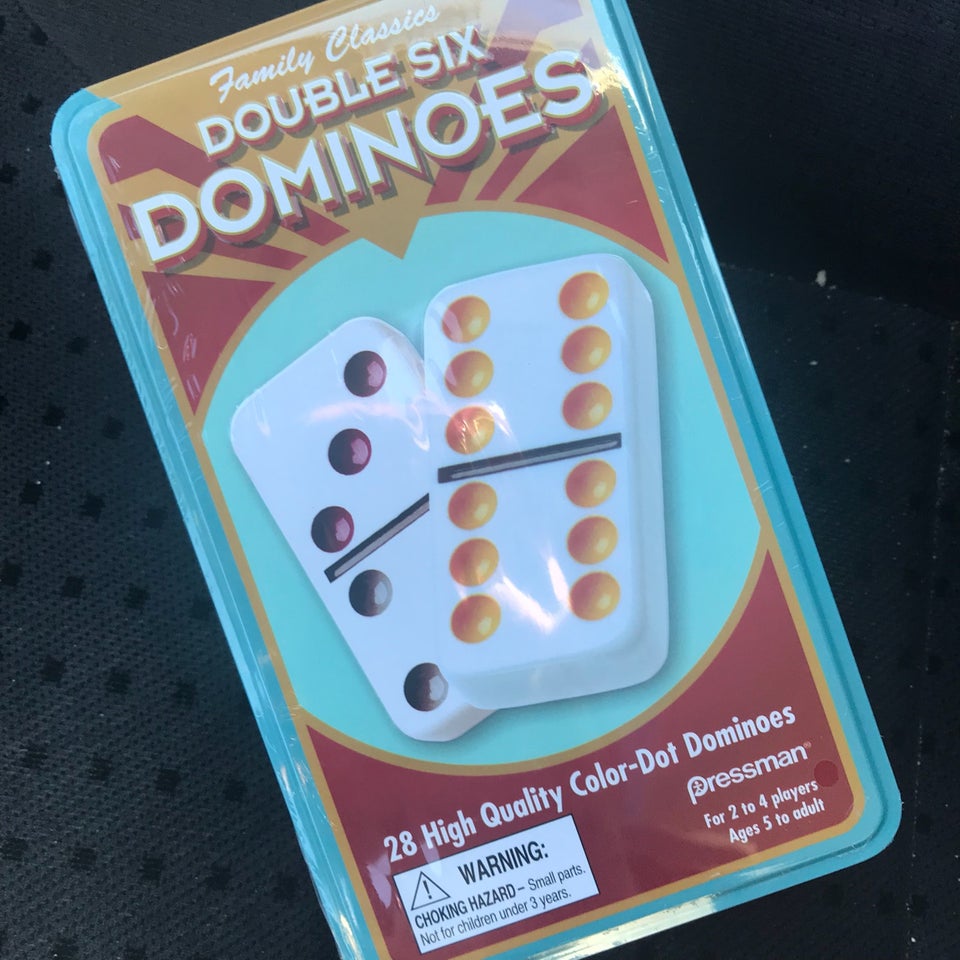 Family Classics
DOUBLE SIX
DOMINOES
28 High Quality Color-Dot Dominoes
Pressman®
For 2 to 4 players
Ages 5 to adult
WARNING:
CHOKING HAZARD – Small parts.
Not for children under 3 years.